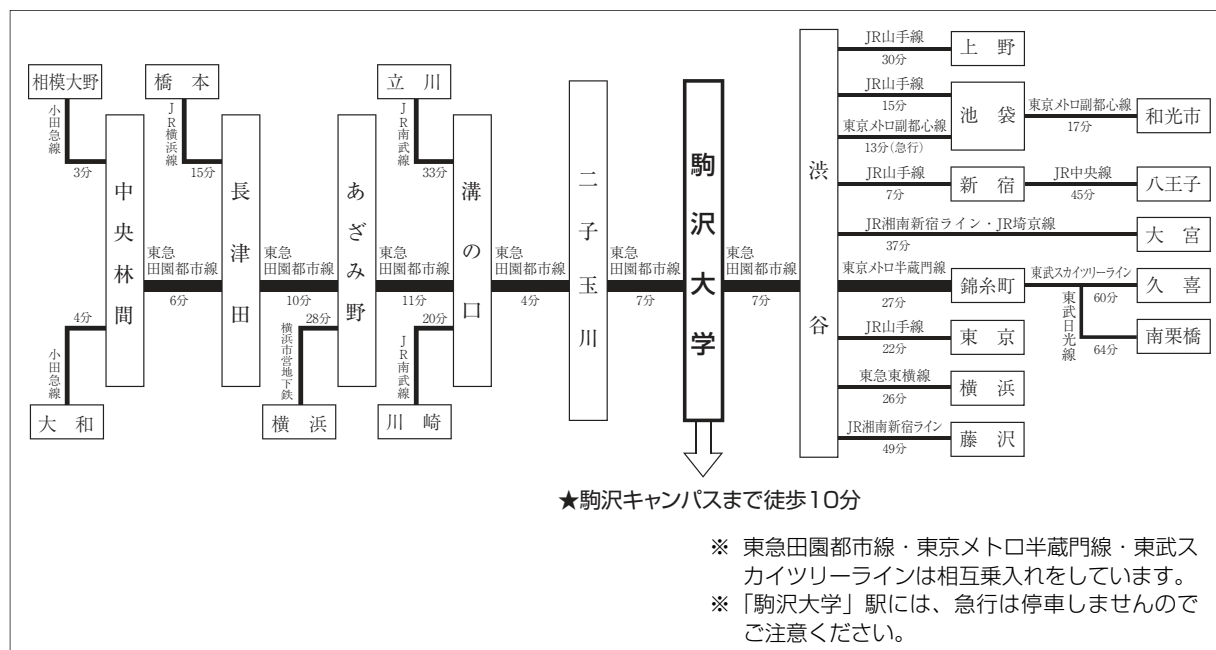 相模大野
小田急線
3分
大和
小田急線
4分
中央林間
東急
田園都市線
6分
橋本
JR横浜線
15分
長津田
東急
田園都市線
10分
横浜
横浜市営地下鉄
28分
あざみ野
東急
田園都市線
11分
立川
JR南武線
33分
川崎
JR南武線
20分
溝の口
東急
田園都市線
4分
二子玉川
東急
田園都市線
7分
駒沢大学
★駒沢キャンパスまで徒歩10分
東急
田園都市線
7分
渋谷
JR山手線
30分
上野
JR山手線
15分
東京メトロ副都心線
13分(急行)
池袋
東京メトロ副都心線
17分
和光市
JR山手線
7分
新宿
JR中央線
45分
八王子
JR湘南新宿ライン・JR埼京線
37分
大宮
東京メトロ半蔵門線
27分
錦糸町
東武スカイツリーライン
60分
久喜
東武日光線
64分
南栗橋
JR山手線
22分
東京
東急東横線
26分
横浜
JR湘南新宿ライン
49分
藤沢
※ 東急田園都市線・東京メトロ半蔵門線・東武ス
カイツリーラインは相互乗入れをしています。
※ 「駒沢大学」駅には、急行は停車しませんので
ご注意ください。